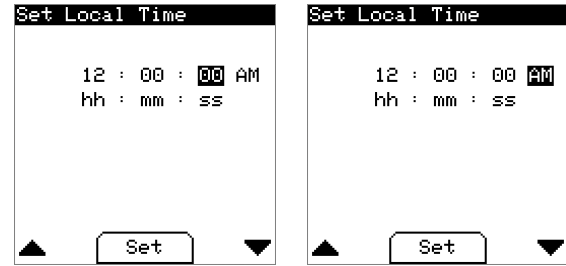 Set Local Time
12 : 00 : 00 AM
hh : mm : ss
Set
Set Local Time
12 : 00 : 00 AM
hh : mm : ss
Set